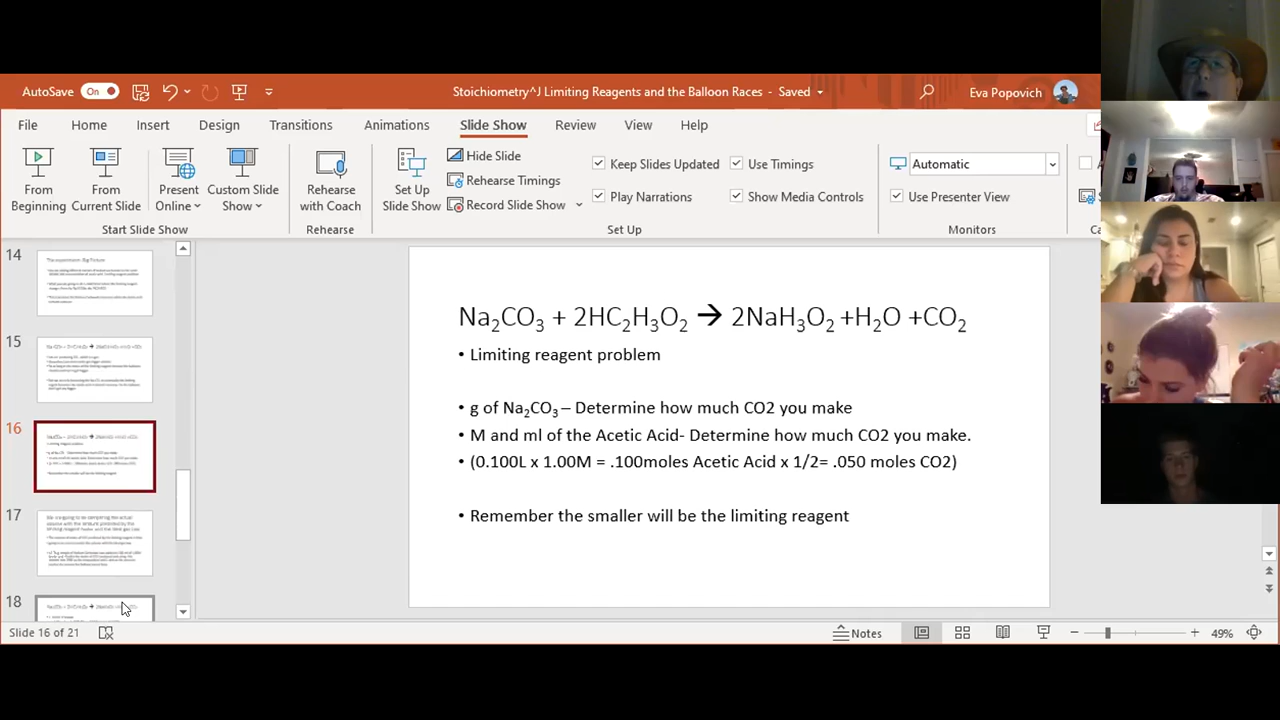 AutoSave On
Stoichiometry^J Limiting Reagents and the Balloon Races - Saved
Eva Popovich
File Home Insert Design Transitions Animations Slide Show Review View Help
From Beginning
From Current Slide
Present Online
Custom Slide Show
Start Slide Show
Rehearse with Coach
Rehearse
Set Up Slide Show
Hide Slide
Rehearse Timings
Record Slide Show
Keep Slides Updated
Play Narrations
Use Timings
Show Media Controls
Set Up
Automatic
Use Presenter View
Monitors
14
15
16
17
18
Na₂CO₃ + 2HC₂H₃O₂ → 2NaH₃O₂ +H₂O +CO₂
• Limiting reagent problem
• g of Na₂CO₃ – Determine how much CO2 you make
• M and ml of the Acetic Acid- Determine how much CO2 you make.
• (0.100L x 1.00M = .100moles Acetic Acid x 1/2= .050 moles CO2)
• Remember the smaller will be the limiting reagent
Slide 16 of 21
Notes
49%